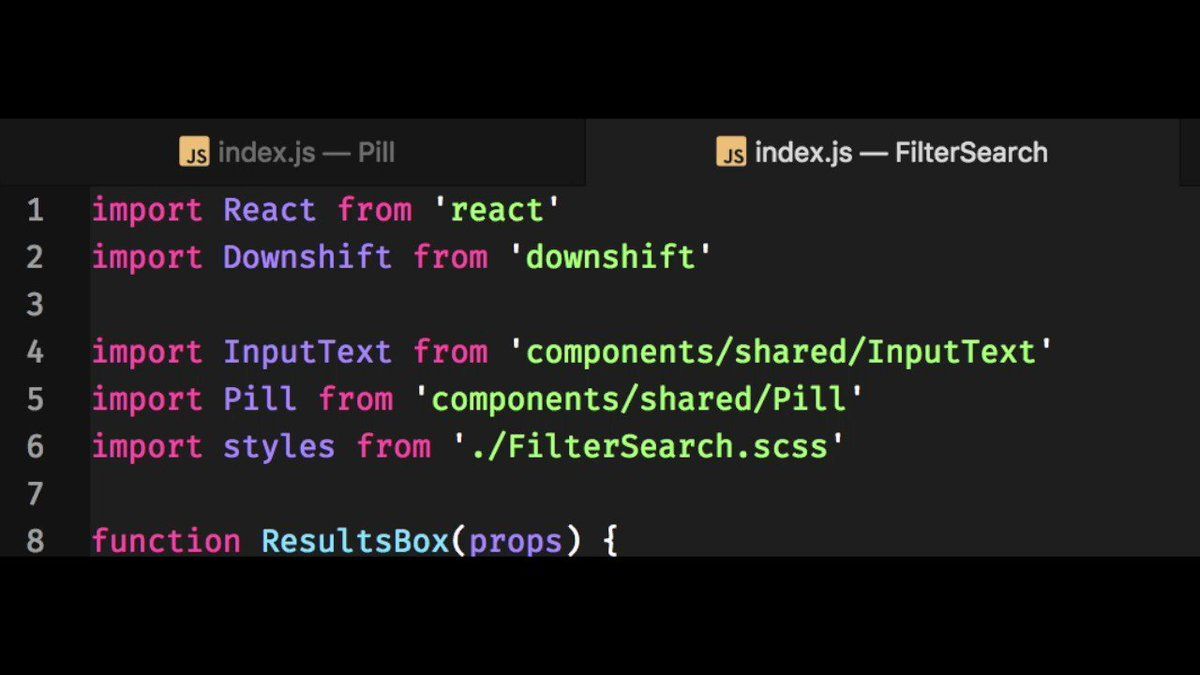 JS index.js — Pill
JS index.js — FilterSearch
1 import React from 'react'
2 import Downshift from 'downshift'
3
4 import InputText from 'components/shared/InputText'
5 import Pill from 'components/shared/Pill'
6 import styles from './FilterSearch.scss'
7
8 function ResultsBox(props) {